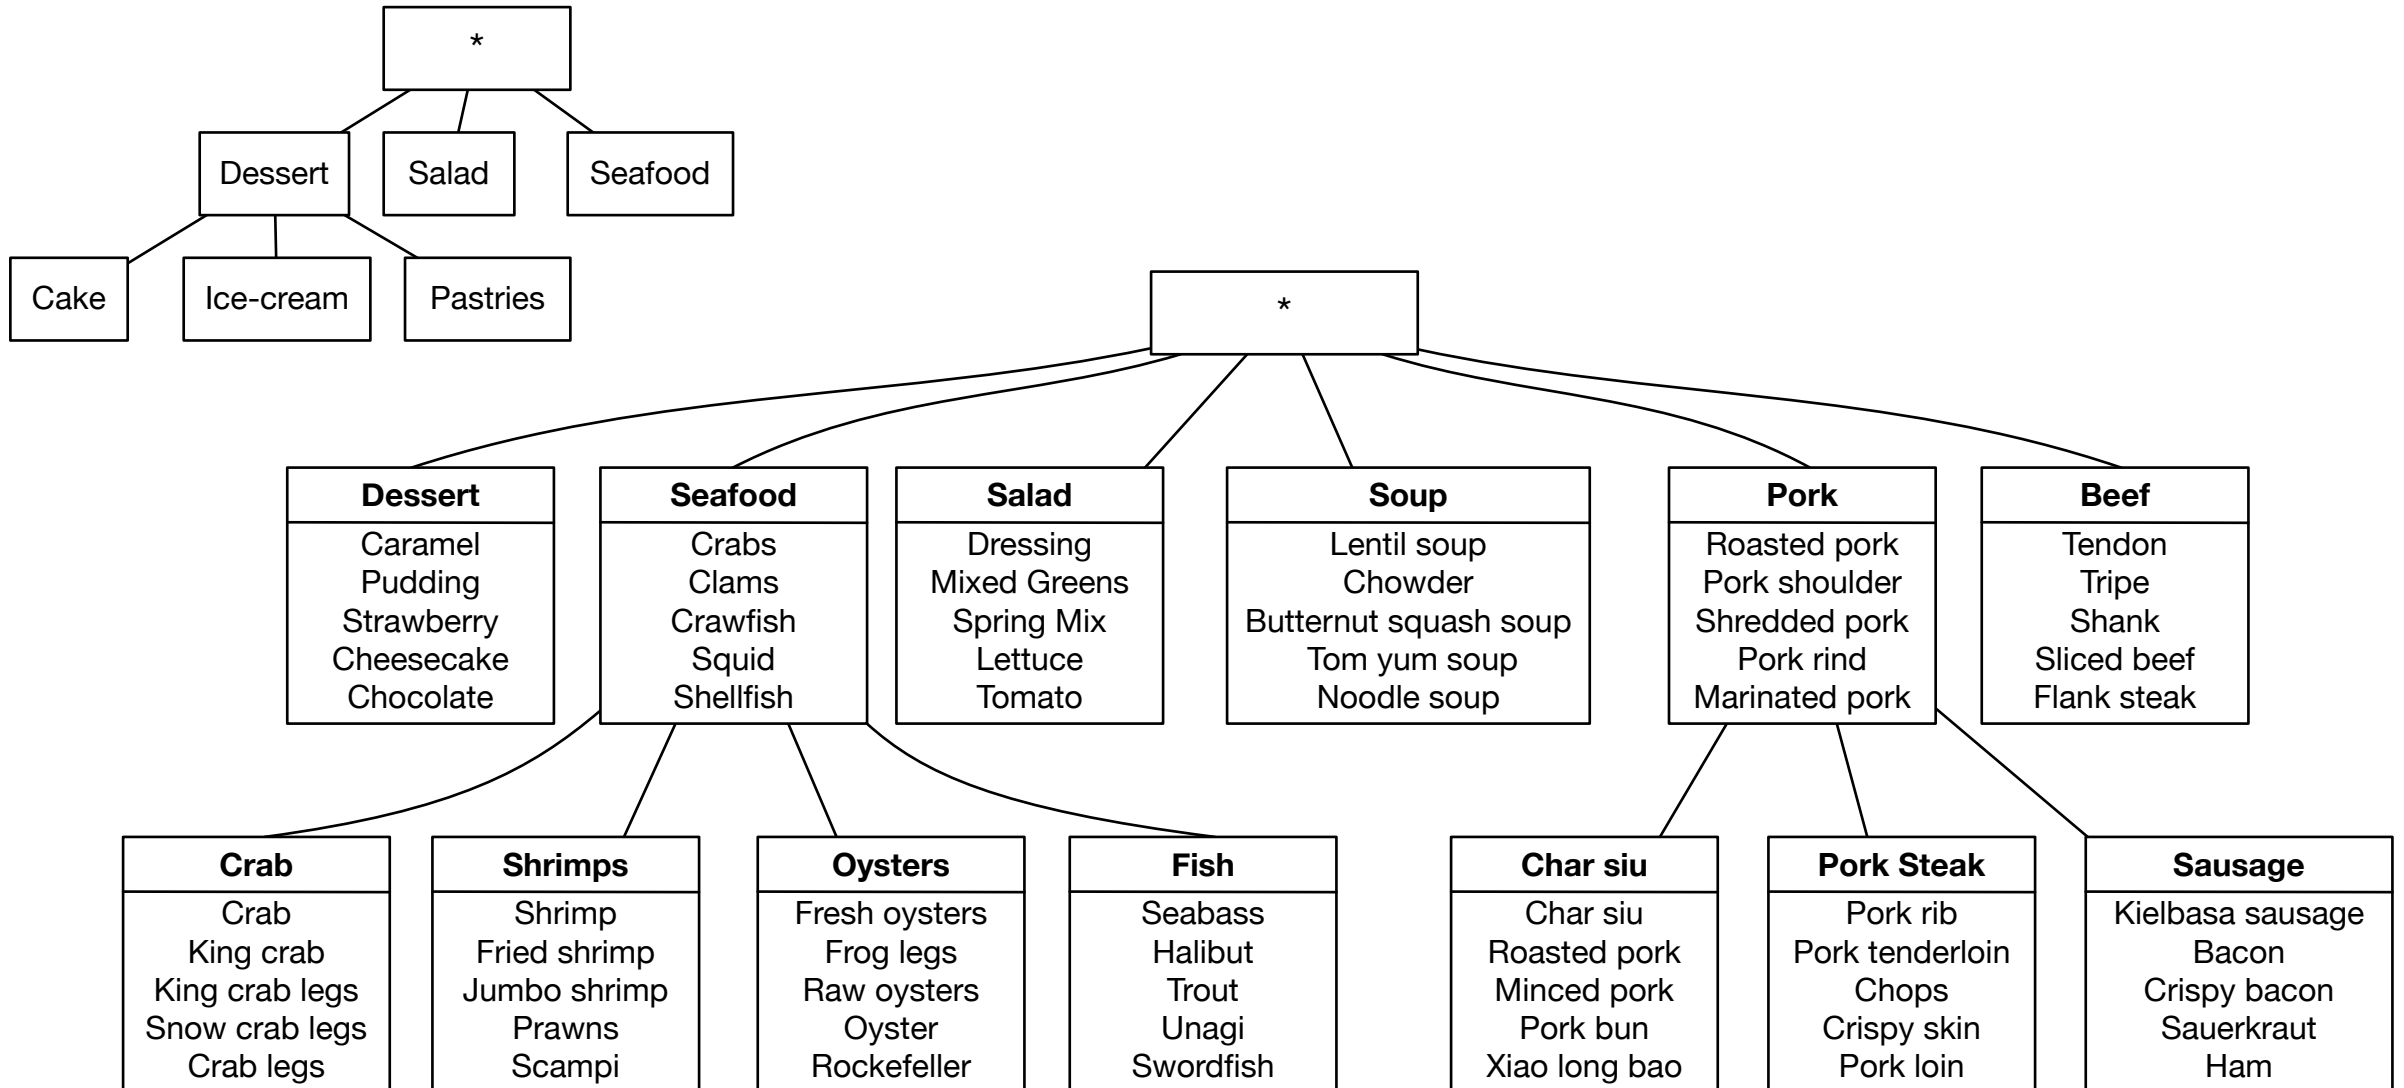 *
Dessert
Salad
Seafood
Cake
Ice-cream
Pastries
*
Dessert
Caramel
Pudding
Strawberry
Cheesecake
Chocolate
Seafood
Crabs
Clams
Crawfish
Squid
Shellfish
Salad
Dressing
Mixed Greens
Spring Mix
Lettuce
Tomato
Soup
Lentil soup
Chowder
Butternut squash soup
Tom yum soup
Noodle soup
Pork
Roasted pork
Pork shoulder
Shredded pork
Pork rind
Marinated pork
Beef
Tendon
Tripe
Shank
Sliced beef
Flank steak
Crab
Crab
King crab
King crab legs
Snow crab legs
Crab legs
Shrimps
Shrimp
Fried shrimp
Jumbo shrimp
Prawns
Scampi
Oysters
Fresh oysters
Frog legs
Raw oysters
Oyster
Rockefeller
Fish
Seabass
Halibut
Trout
Unagi
Swordfish
Char siu
Char siu
Roasted pork
Minced pork
Pork bun
Xiao long bao
Pork Steak
Pork rib
Pork tenderloin
Chops
Crispy skin
Pork loin
Sausage
Kielbasa sausage
Bacon
Crispy bacon
Sauerkraut
Ham